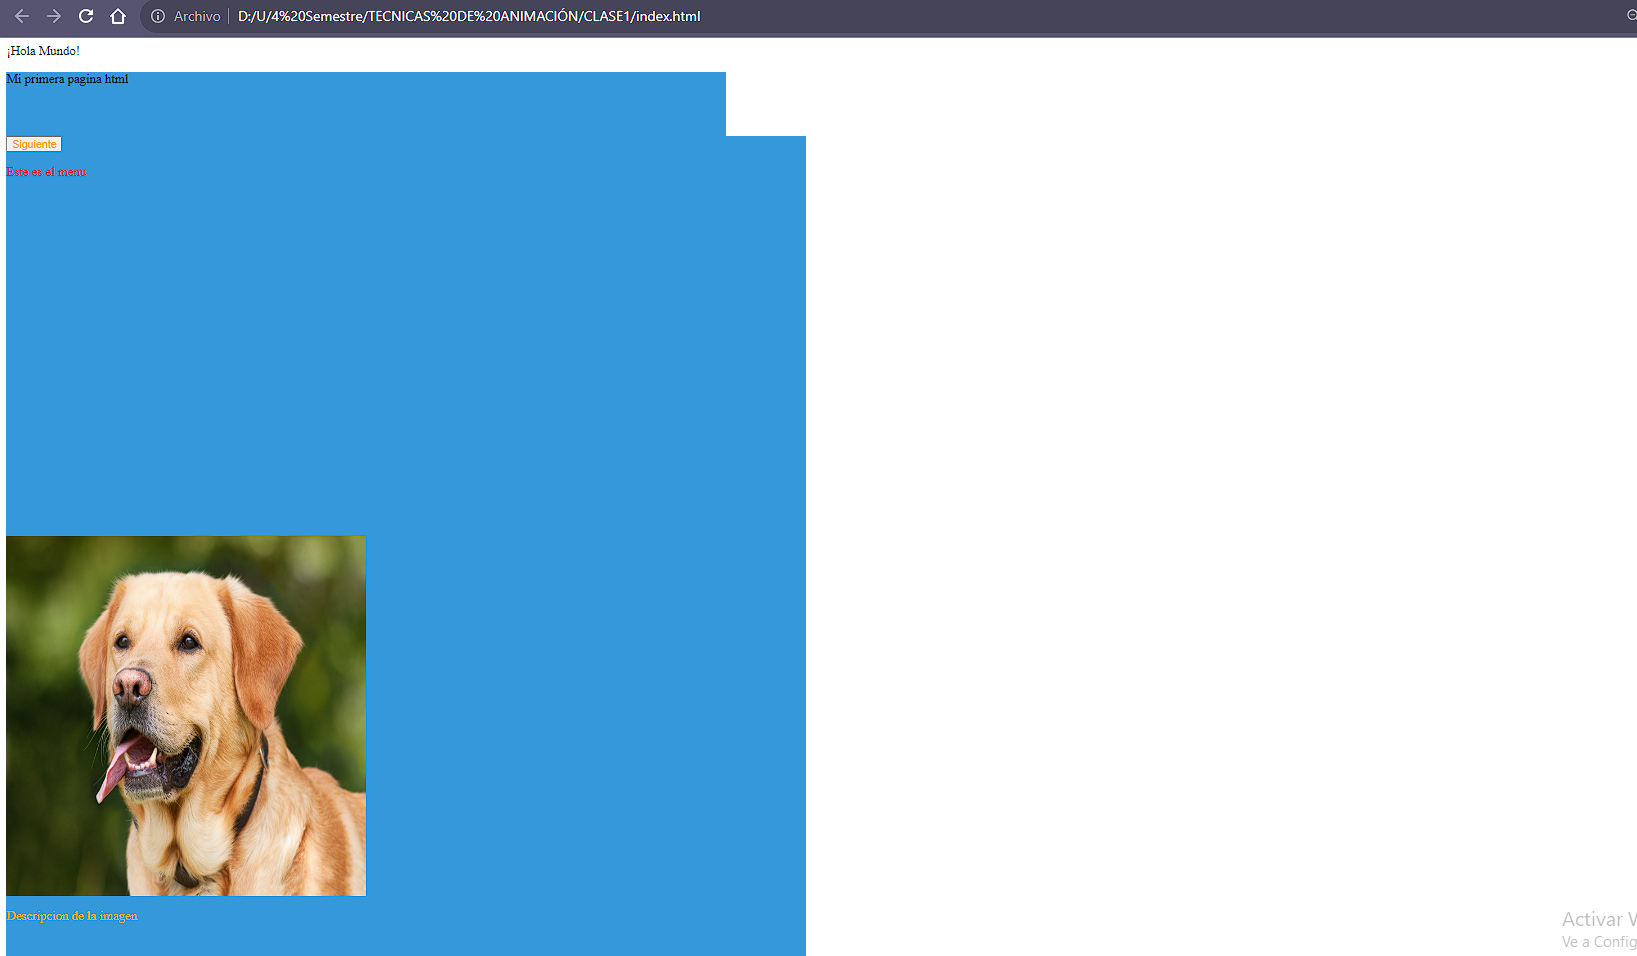 Archivo D:/U/4%20Semestre/TECNICAS%20DE%20ANIMACIÓN/CLASE1/index.html
¡Hola Mundo!
Mi primera pagina html
Siguiente
Este es el menu
Descripcion de la imagen
Activar
Ve a Config